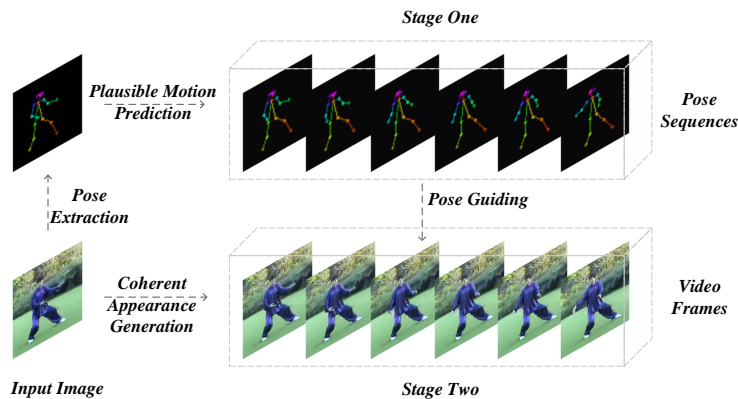 Stage One
Plausible Motion
Prediction
Pose
Sequences
Pose
Extraction
Pose Guiding
Coherent
Appearance
Generation
Video
Frames
Input Image
Stage Two